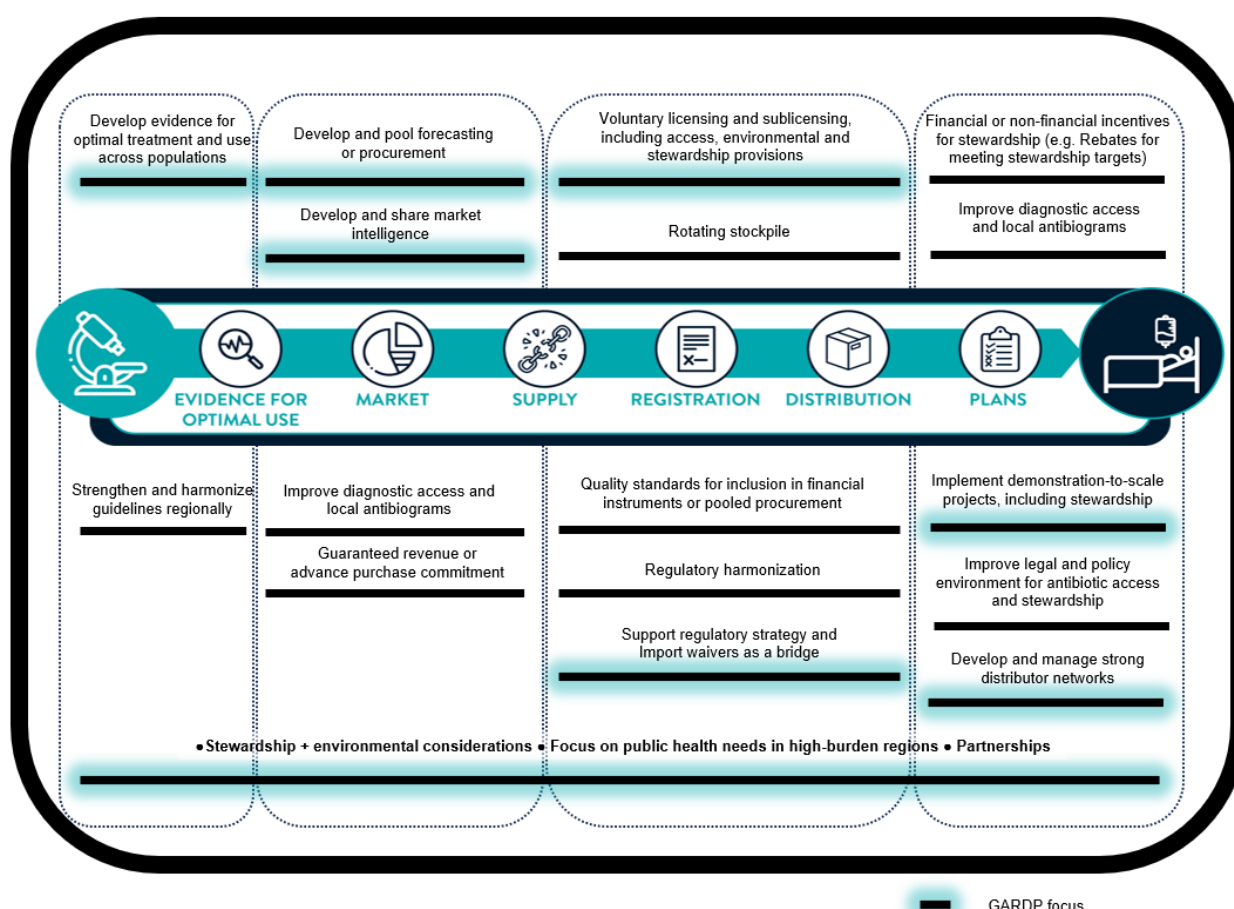 Develop evidence for
optimal treatment and use
across populations
Develop and pool forecasting
or procurement
Develop and share market
intelligence
Voluntary licensing and sublicensing,
including access, environmental and
stewardship provisions
Rotating stockpile
Financial or non-financial incentives
for stewardship (e.g. Rebates for
meeting stewardship targets)
Improve diagnostic access
and local antibiograms
EVIDENCE FOR
OPTIMAL USE
MARKET
SUPPLY
REGISTRATION
DISTRIBUTION
PLANS
Strengthen and harmonize
guidelines regionally
Improve diagnostic access and
local antibiograms
Guaranteed revenue or
advance purchase commitment
Quality standards for inclusion in financial
instruments or pooled procurement
Regulatory harmonization
Support regulatory strategy and
Import waivers as a bridge
Implement demonstration-to-scale
projects, including stewardship
Improve legal and policy
environment for antibiotic access
and stewardship
Develop and manage strong
distributor networks
● Stewardship + environmental considerations ● Focus on public health needs in high-burden regions ● Partnerships
GARDP focus